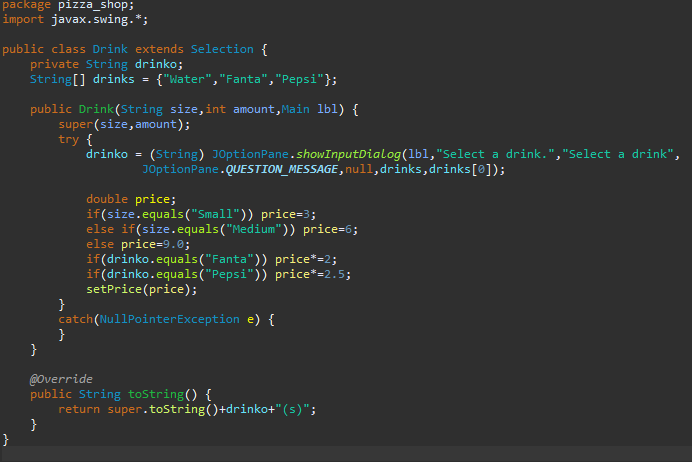 package pizza_shop;
import javax.swing.*;

public class Drink extends Selection {
    private String drinko;
    String[] drinks = {"Water","Fanta","Pepsi"};

    public Drink(String size,int amount,Main lbl) {
        super(size,amount);
        try {
            drinko = (String) JOptionPane.showInputDialog(lbl,"Select a drink.","Select a drink",
                    JOptionPane.QUESTION_MESSAGE,null,drinks,drinks[0]);

            double price;
            if(size.equals("Small")) price=3;
            else if(size.equals("Medium")) price=6;
            else price=9.0;
            if(drinko.equals("Fanta")) price*=2;
            if(drinko.equals("Pepsi")) price*=2.5;
            setPrice(price);
        }
        catch(NullPointerException e) {
        }
    }

    @Override
    public String toString() {
        return super.toString()+drinko+"(s)";
    }
}